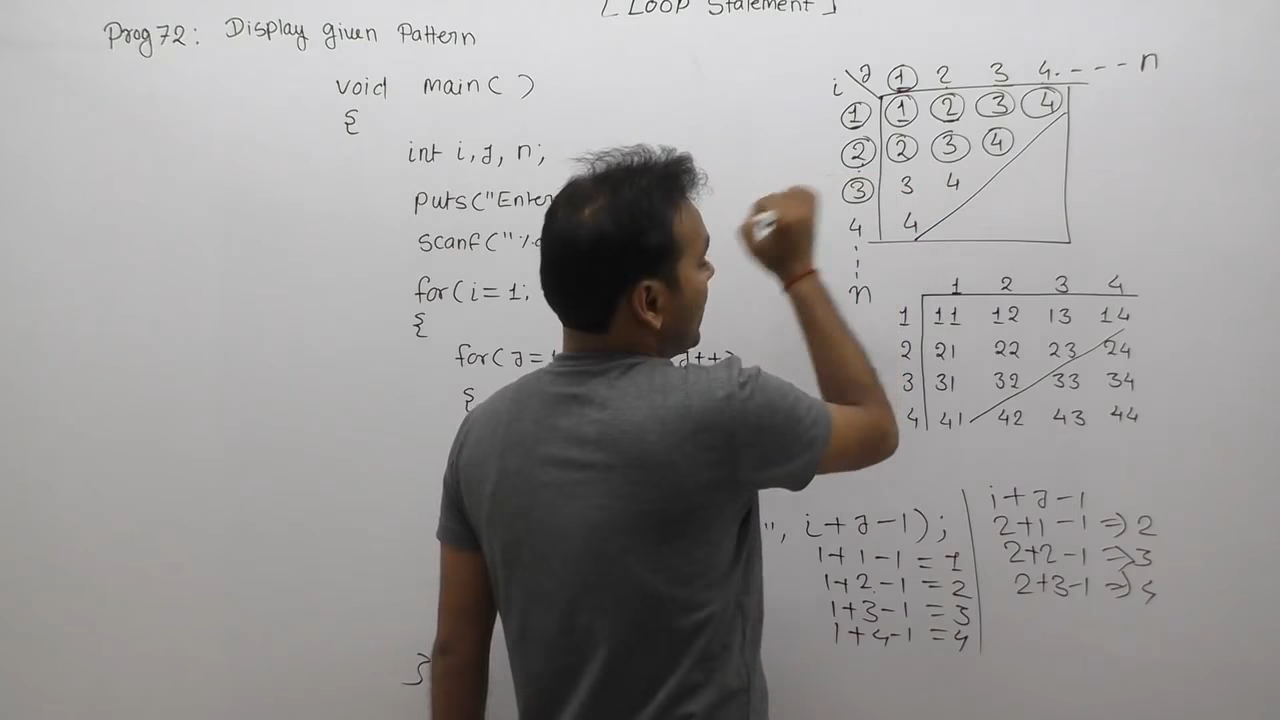 [ Loop Statement ]
Prog 72: Display given Pattern
void main( )
{
int i, j, n;
puts("Enter
scanf("%d
for( i = 1;
{
for( j =
j++)
{
", i + j - 1);
1 + 1 - 1 = 1
1 + 2 - 1 = 2
1 + 3 - 1 = 3
1 + 4 - 1 = 4
}
i \ j 1 2 3 4 - - - - n
1 1 2 3 4
2 2 3 4
3 3 4
4 4
n
1 2 3 4
1 11 12 13 14
2 21 22 23 24
3 31 32 33 34
4 41 42 43 44
i + j - 1
2 + 1 - 1 => 2
2 + 2 - 1 => 3
2 + 3 - 1 => 4